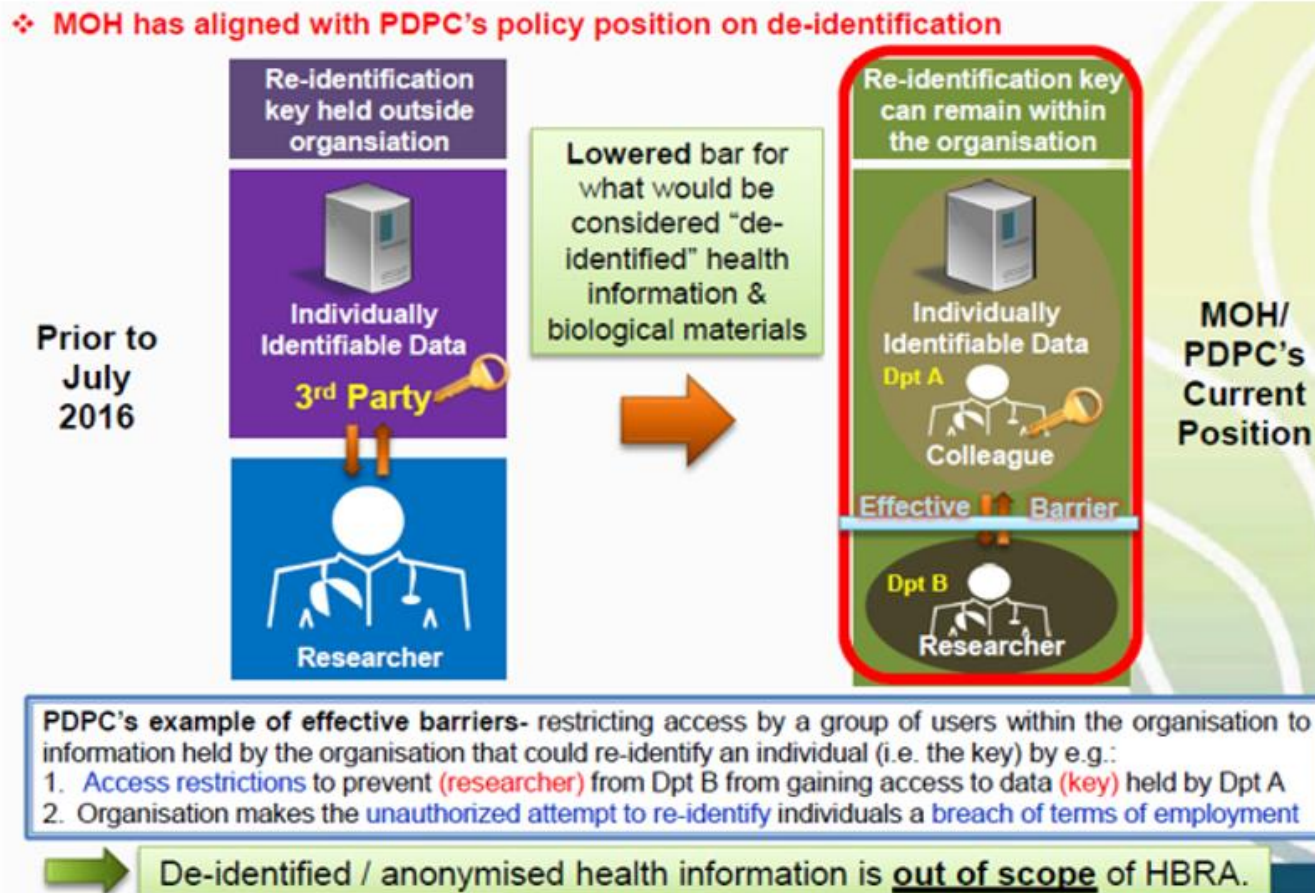 ❖ MOH has aligned with PDPC's policy position on de-identification
Re-identification
key held outside
organsiation
Individually
Identifiable Data
3rd Party
Researcher
Prior to
July
2016
Lowered bar for
what would be
considered “de-
identified” health
information &
biological materials
Re-identification key
can remain within
the organisation
Individually
Identifiable Data
Dpt A
Colleague
Effective Barrier
Dpt B
Researcher
MOH/
PDPC's
Current
Position
PDPC's example of effective barriers- restricting access by a group of users within the organisation to
information held by the organisation that could re-identify an individual (i.e. the key) by e.g.:
1. Access restrictions to prevent (researcher) from Dpt B from gaining access to data (key) held by Dpt A
2. Organisation makes the unauthorized attempt to re-identify individuals a breach of terms of employment
De-identified / anonymised health information is out of scope of HBRA.